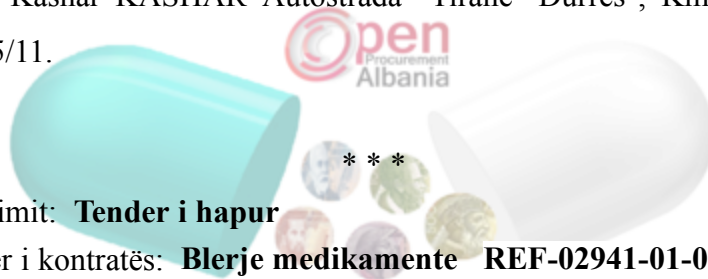 Kashar KASHAR Autostrada Tiranë Durrës , Km
5/11.
Open
Procurement
Albania
* * *
imit: Tender i hapur
er i kontratës: Blerje medikamente REF-02941-01-0